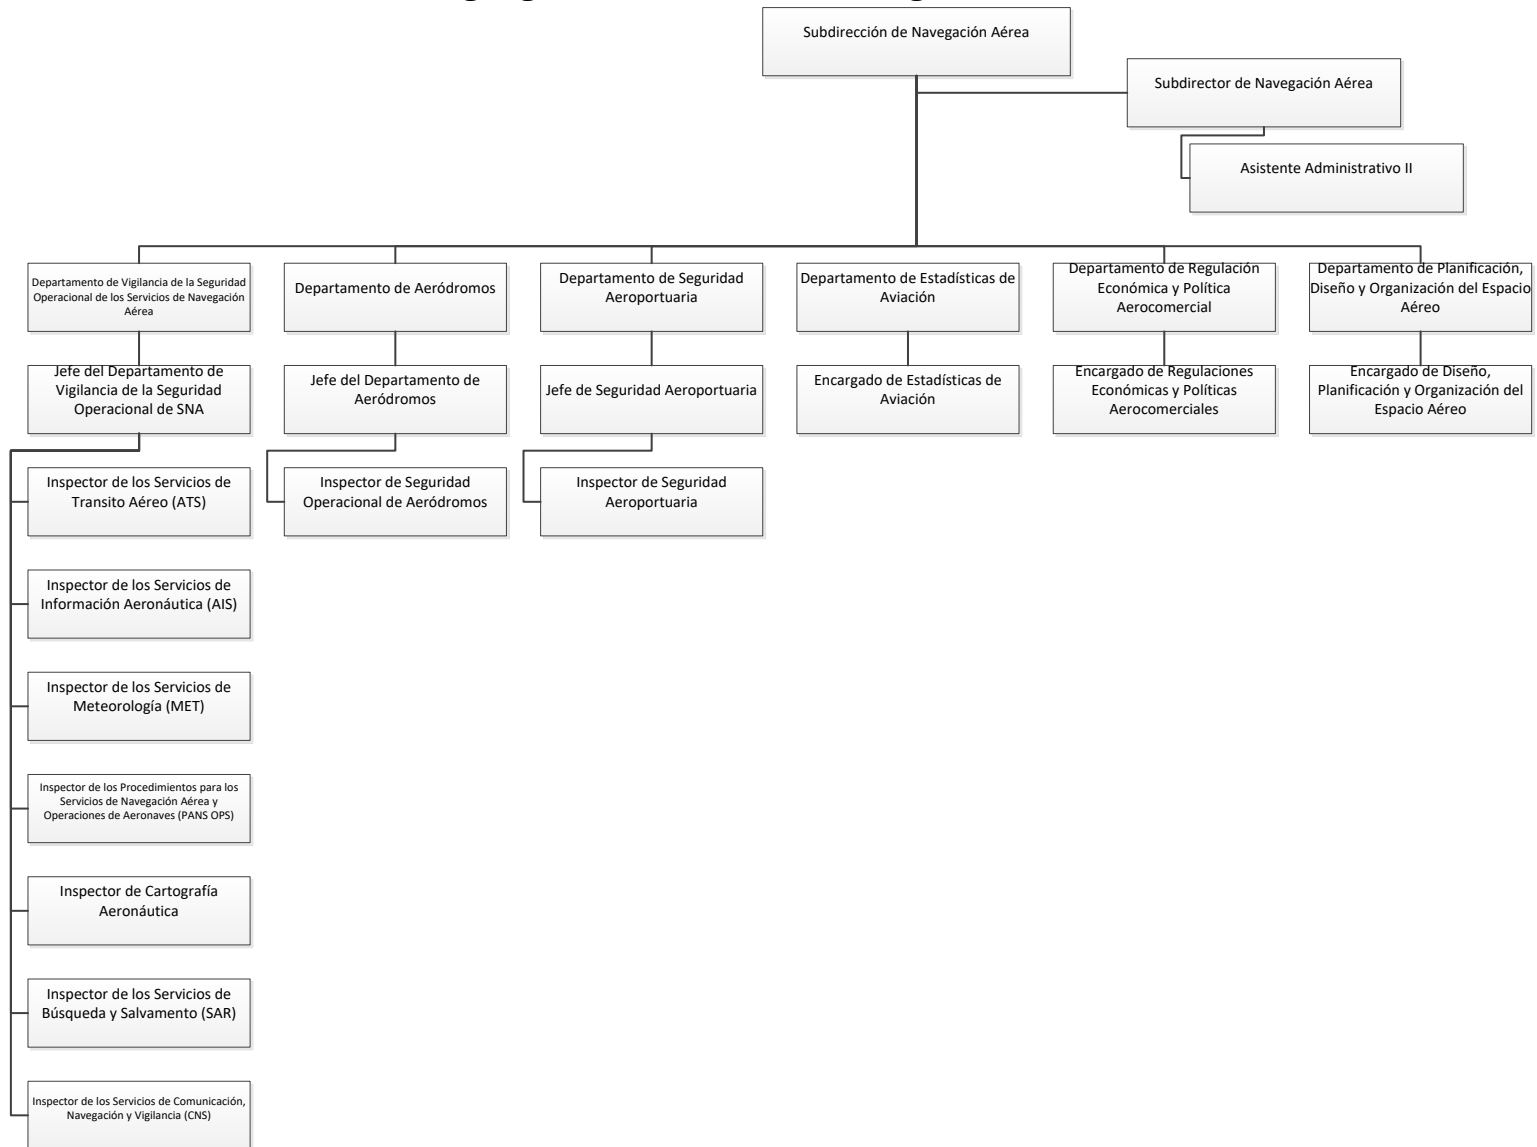 Subdirección de Navegación Aérea
Subdirector de Navegación Aérea
Asistente Administrativo II
Departamento de Vigilancia de la Seguridad
Operacional de los Servicios de Navegación
Aérea
Departamento de Aeródromos
Departamento de Seguridad
Aeroportuaria
Departamento de Estadísticas de
Aviación
Departamento de Regulación
Económica y Política
Aerocomercial
Departamento de Planificación,
Diseño y Organización del Espacio
Aéreo
Jefe del Departamento de
Vigilancia de la Seguridad
Operacional de SNA
Jefe del Departamento de
Aeródromos
Jefe de Seguridad Aeroportuaria
Encargado de Estadísticas de
Aviación
Encargado de Regulaciones
Económicas y Políticas
Aerocomerciales
Encargado de Diseño,
Planificación y Organización del
Espacio Aéreo
Inspector de los Servicios de
Transito Aéreo (ATS)
Inspector de Seguridad
Operacional de Aeródromos
Inspector de Seguridad
Aeroportuaria
Inspector de los Servicios de
Información Aeronáutica (AIS)
Inspector de los Servicios de
Meteorología (MET)
Inspector de los Procedimientos para los
Servicios de Navegación Aérea y
Operaciones de Aeronaves (PANS OPS)
Inspector de Cartografía
Aeronáutica
Inspector de los Servicios de
Búsqueda y Salvamento (SAR)
Inspector de los Servicios de Comunicación,
Navegación y Vigilancia (CNS)